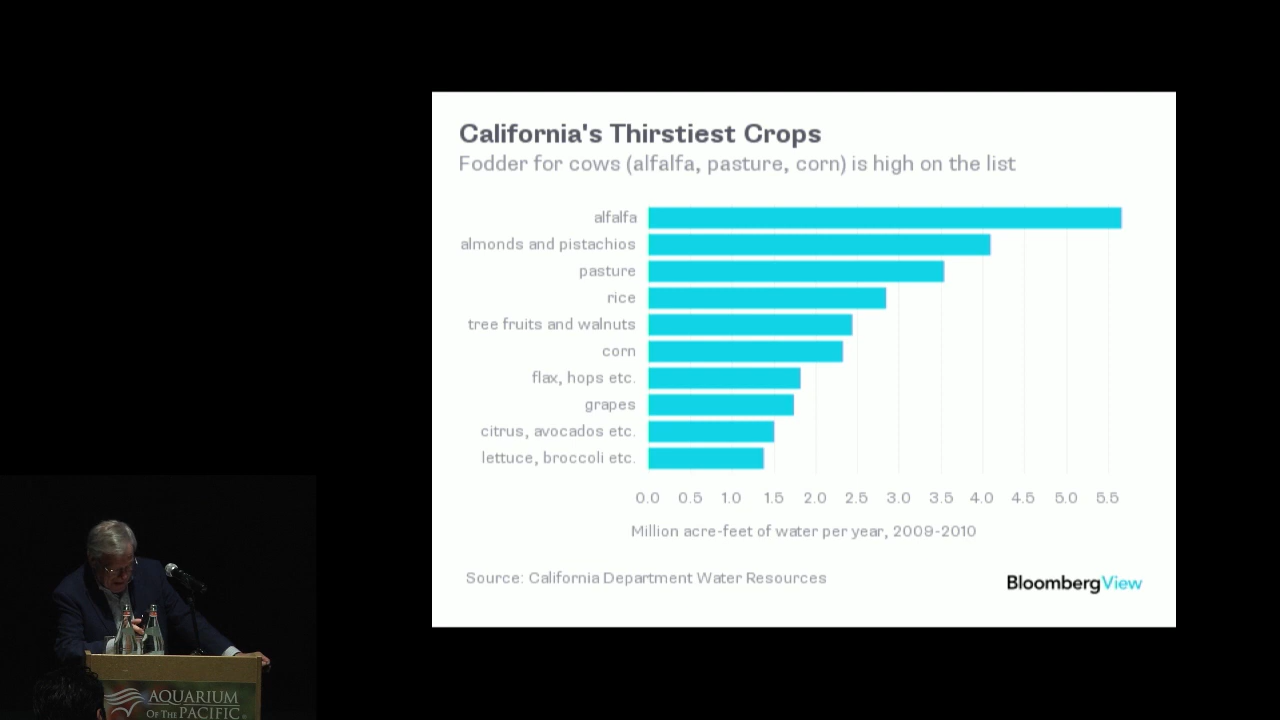 California's Thirstiest Crops
Fodder for cows (alfalfa, pasture, corn) is high on the list
alfalfa
almonds and pistachios
pasture
rice
tree fruits and walnuts
corn
flax, hops etc.
grapes
citrus, avocados etc.
lettuce, broccoli etc.
0.0 0.5 1.0 1.5 2.0 2.5 3.0 3.5 4.0 4.5 5.0 5.5
Million acre-feet of water per year, 2009-2010
Source: California Department Water Resources
BloombergView
AQUARIUM
OF THE PACIFIC